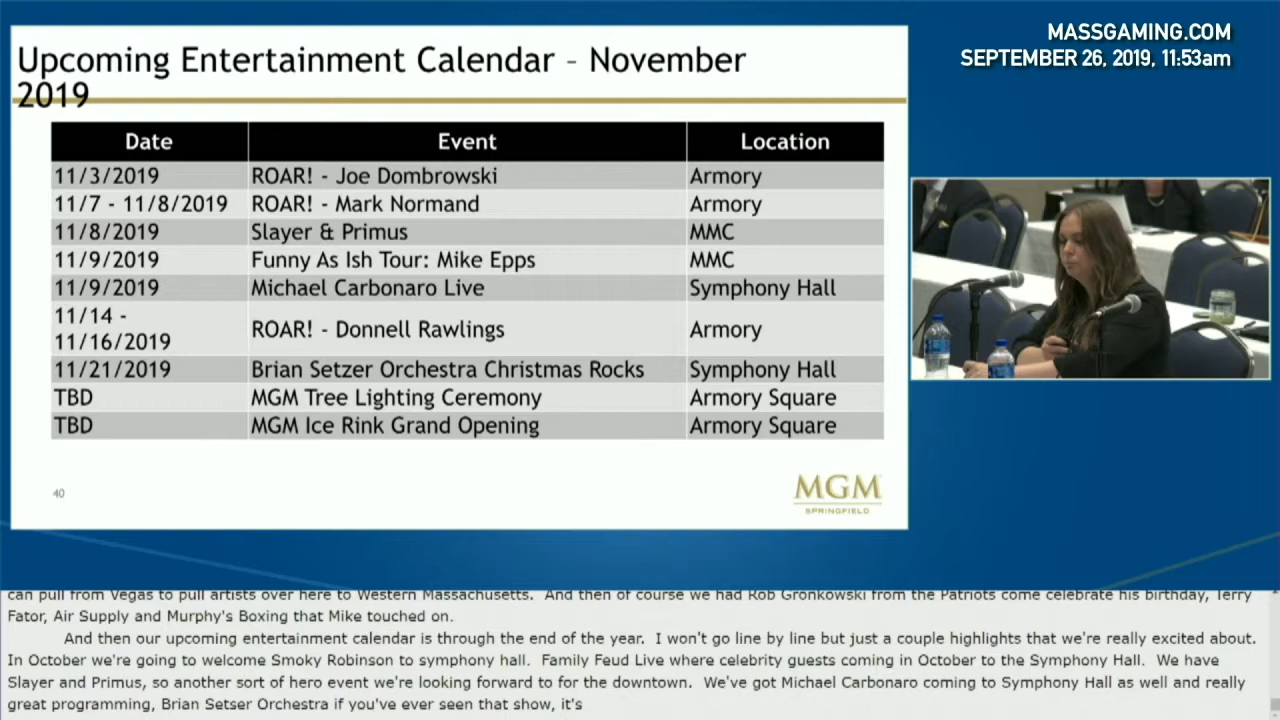 MASSGAMING.COM
SEPTEMBER 26, 2019, 11:53am
Upcoming Entertainment Calendar – November
2019
Date Event Location
11/3/2019 ROAR! - Joe Dombrowski Armory
11/7 - 11/8/2019 ROAR! - Mark Normand Armory
11/8/2019 Slayer & Primus MMC
11/9/2019 Funny As Ish Tour: Mike Epps MMC
11/9/2019 Michael Carbonaro Live Symphony Hall
11/14 -
11/16/2019 ROAR! - Donnell Rawlings Armory
11/21/2019 Brian Setzer Orchestra Christmas Rocks Symphony Hall
TBD MGM Tree Lighting Ceremony Armory Square
TBD MGM Ice Rink Grand Opening Armory Square
40
MGM
SPRINGFIELD
can pull from Vegas to pull artists over here to Western Massachusetts. And then of course we had Rob Gronkowski from the Patriots come celebrate his birthday, Terry
Fator, Air Supply and Murphy's Boxing that Mike touched on.
And then our upcoming entertainment calendar is through the end of the year. I won't go line by line but just a couple highlights that we're really excited about.
In October we're going to welcome Smoky Robinson to symphony hall. Family Feud Live where celebrity guests coming in October to the Symphony Hall. We have
Slayer and Primus, so another sort of hero event we're looking forward to for the downtown. We've got Michael Carbonaro coming to Symphony Hall as well and really
great programming, Brian Setser Orchestra if you've ever seen that show, it's